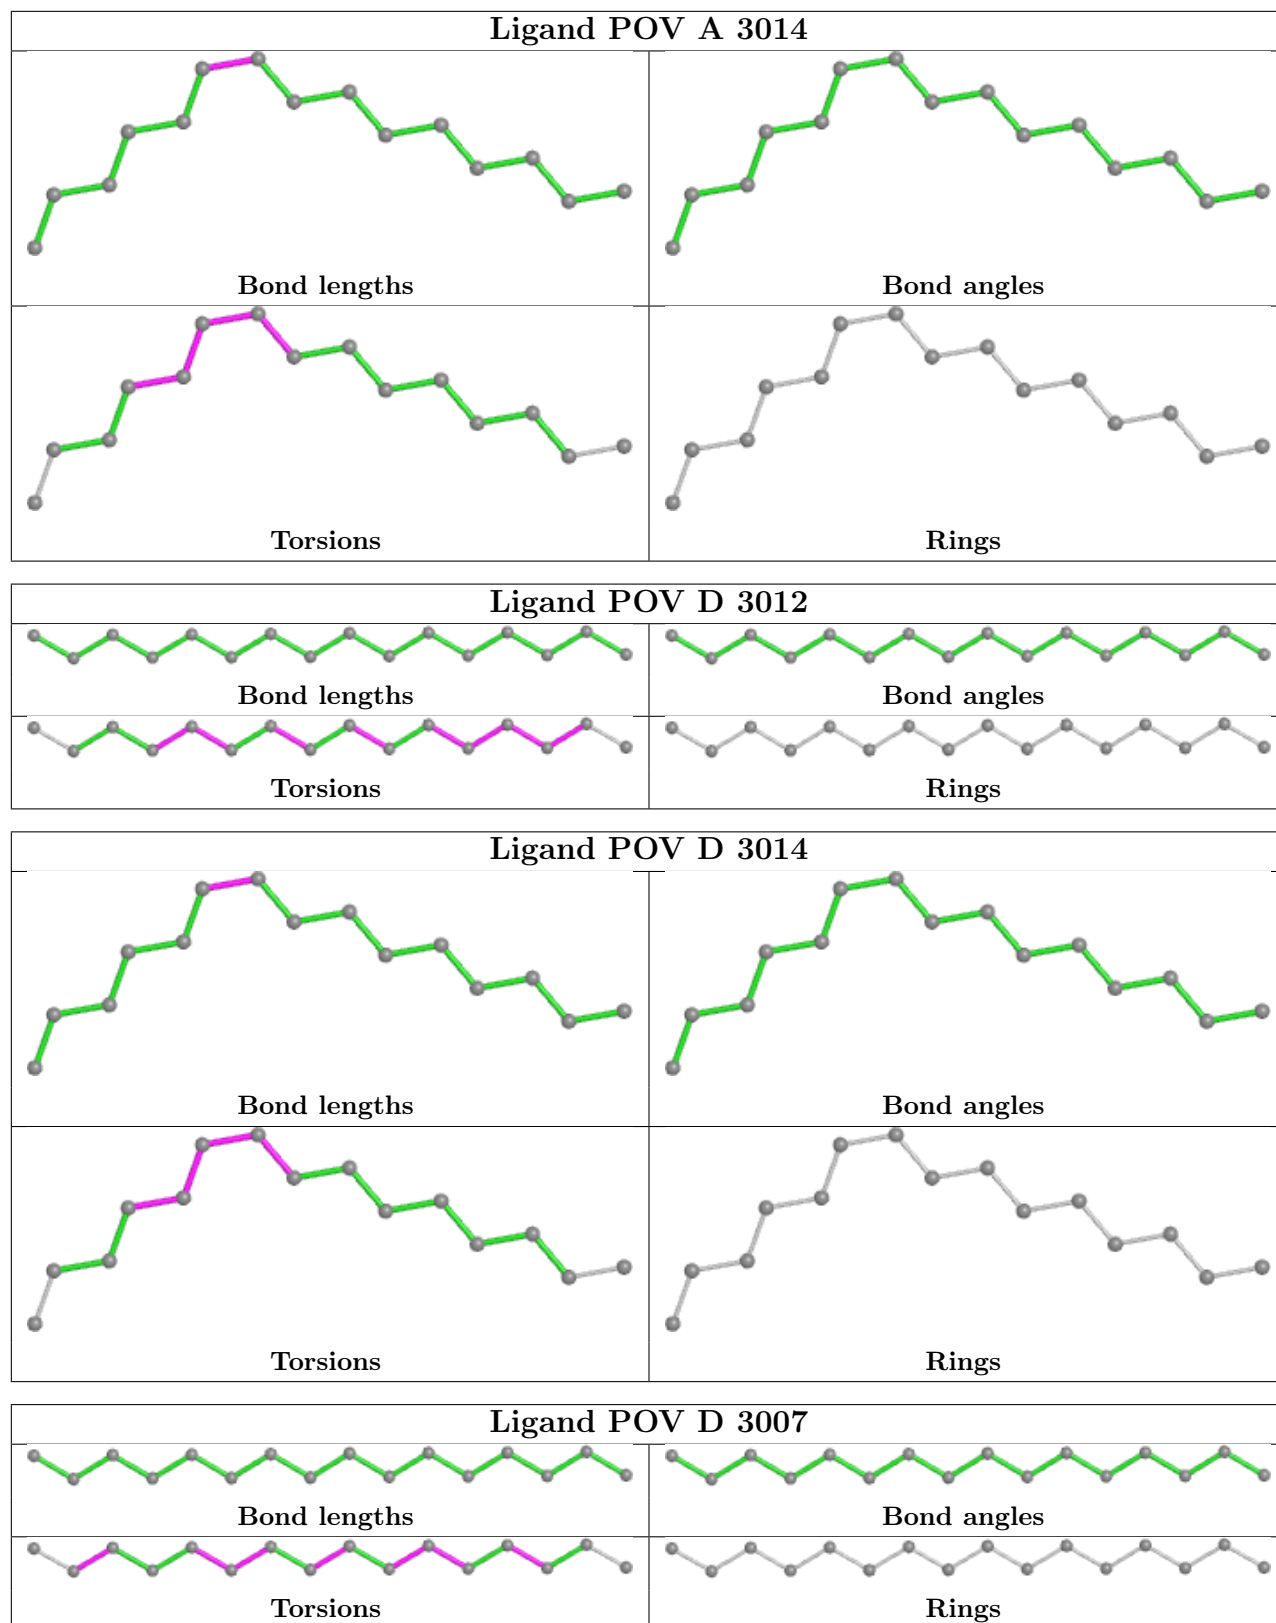 Ligand POV A 3014
Bond lengths
Bond angles
Torsions
Rings
Ligand POV D 3012
Bond lengths
Bond angles
Torsions
Rings
Ligand POV D 3014
Bond lengths
Bond angles
Torsions
Rings
Ligand POV D 3007
Bond lengths
Bond angles
Torsions
Rings